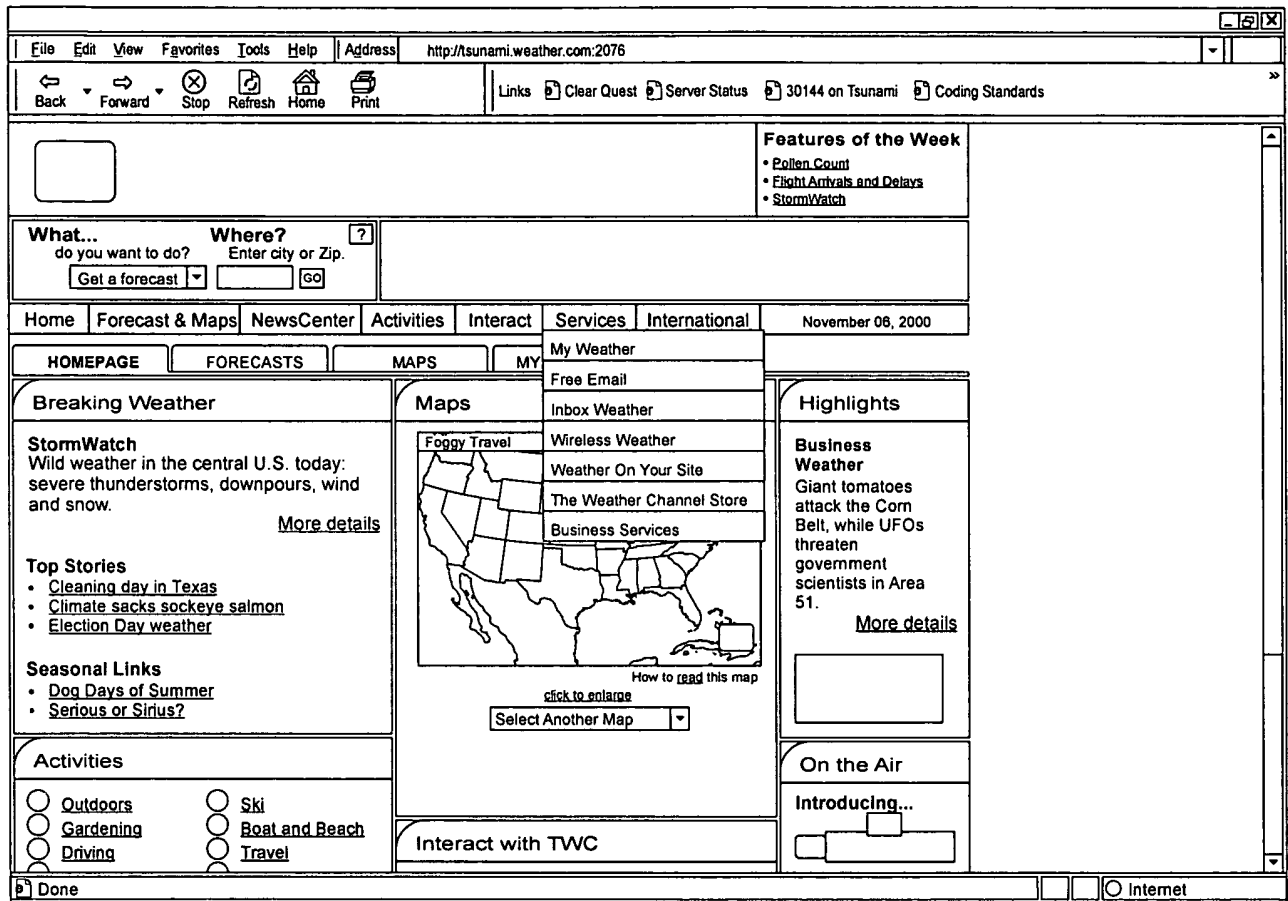 File Edit View Favorites Tools Help Address http://tsunami.weather.com:2076
Back Forward Stop Refresh Home Print Links Clear Quest Server Status 30144 on Tsunami Coding Standards »
Features of the Week
• Pollen Count
• Flight Arrivals and Delays
• StormWatch
What... Where? ?
do you want to do? Enter city or Zip.
Get a forecast GO
Home Forecast & Maps NewsCenter Activities Interact Services International November 06, 2000
My Weather
Free Email
Inbox Weather
Wireless Weather
Weather On Your Site
The Weather Channel Store
Business Services
HOMEPAGE FORECASTS MAPS MY
Breaking Weather
StormWatch
Wild weather in the central U.S. today:
severe thunderstorms, downpours, wind
and snow.
More details
Top Stories
• Cleaning day in Texas
• Climate sacks sockeye salmon
• Election Day weather
Seasonal Links
• Dog Days of Summer
• Serious or Sirius?
Activities
Outdoors Ski
Gardening Boat and Beach
Driving Travel
Maps
Foggy Travel
How to read this map
click to enlarge
Select Another Map
Interact with TWC
Highlights
Business
Weather
Giant tomatoes
attack the Corn
Belt, while UFOs
threaten
government
scientists in Area
51.
More details
On the Air
Introducing...
Done Internet